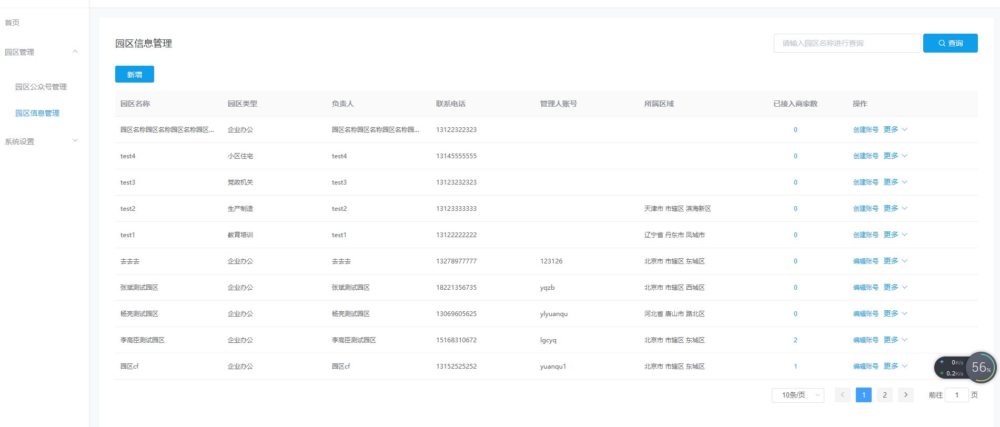 首页
园区管理
园区公众号管理
园区信息管理
系统设置
园区信息管理
请输入园区名称进行查询 查询
新增
园区名称 园区类型 负责人 联系电话 管理人账号 所属区域 已接入商家数 操作
园区名称园区名称园区名称园区... 企业办公 园区名称园区名称园区名称园... 13122322323 0 创建账号 更多
test4 小区住宅 test4 13145555555 0 创建账号 更多
test3 党政机关 test3 13123232323 0 创建账号 更多
test2 生产制造 test2 13123333333 天津市 市辖区 滨海新区 0 创建账号 更多
test1 教育培训 test1 13122222222 辽宁省 丹东市 凤城市 0 创建账号 更多
去去去 企业办公 去去去 13278977777 123126 北京市 市辖区 东城区 0 编辑账号 更多
张斌测试园区 企业办公 张斌测试园区 18221356735 yqzb 北京市 市辖区 西城区 0 编辑账号 更多
杨亮测试园区 企业办公 杨亮测试园区 13069605625 ylyuanqu 河北省 唐山市 路北区 0 编辑账号 更多
李高臣测试园区 企业办公 李高臣测试园区 15168310672 lgcyq 北京市 市辖区 东城区 2 编辑账号 更多
园区cf 企业办公 园区cf 13152525252 yuanqu1 北京市 市辖区 东城区 1 编辑账号 更多
0K/s
0.2K/s
56%
10条/页 1 2 前往 1 页